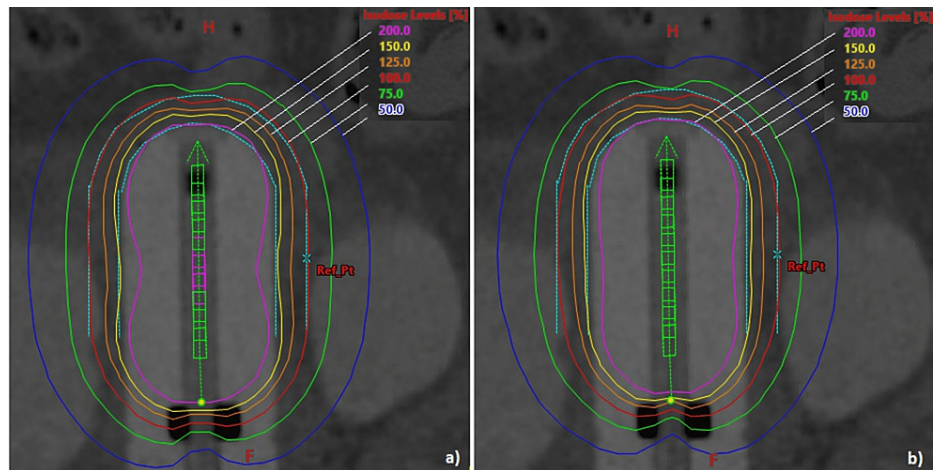 Isodose Levels [%]
H
200.0
150.0
125.0
100.0
75.0
50.0
Ref_Pt
F
a)
Isodose Levels [%]
H
200.0
150.0
125.0
100.0
75.0
50.0
Ref_Pt
F
b)